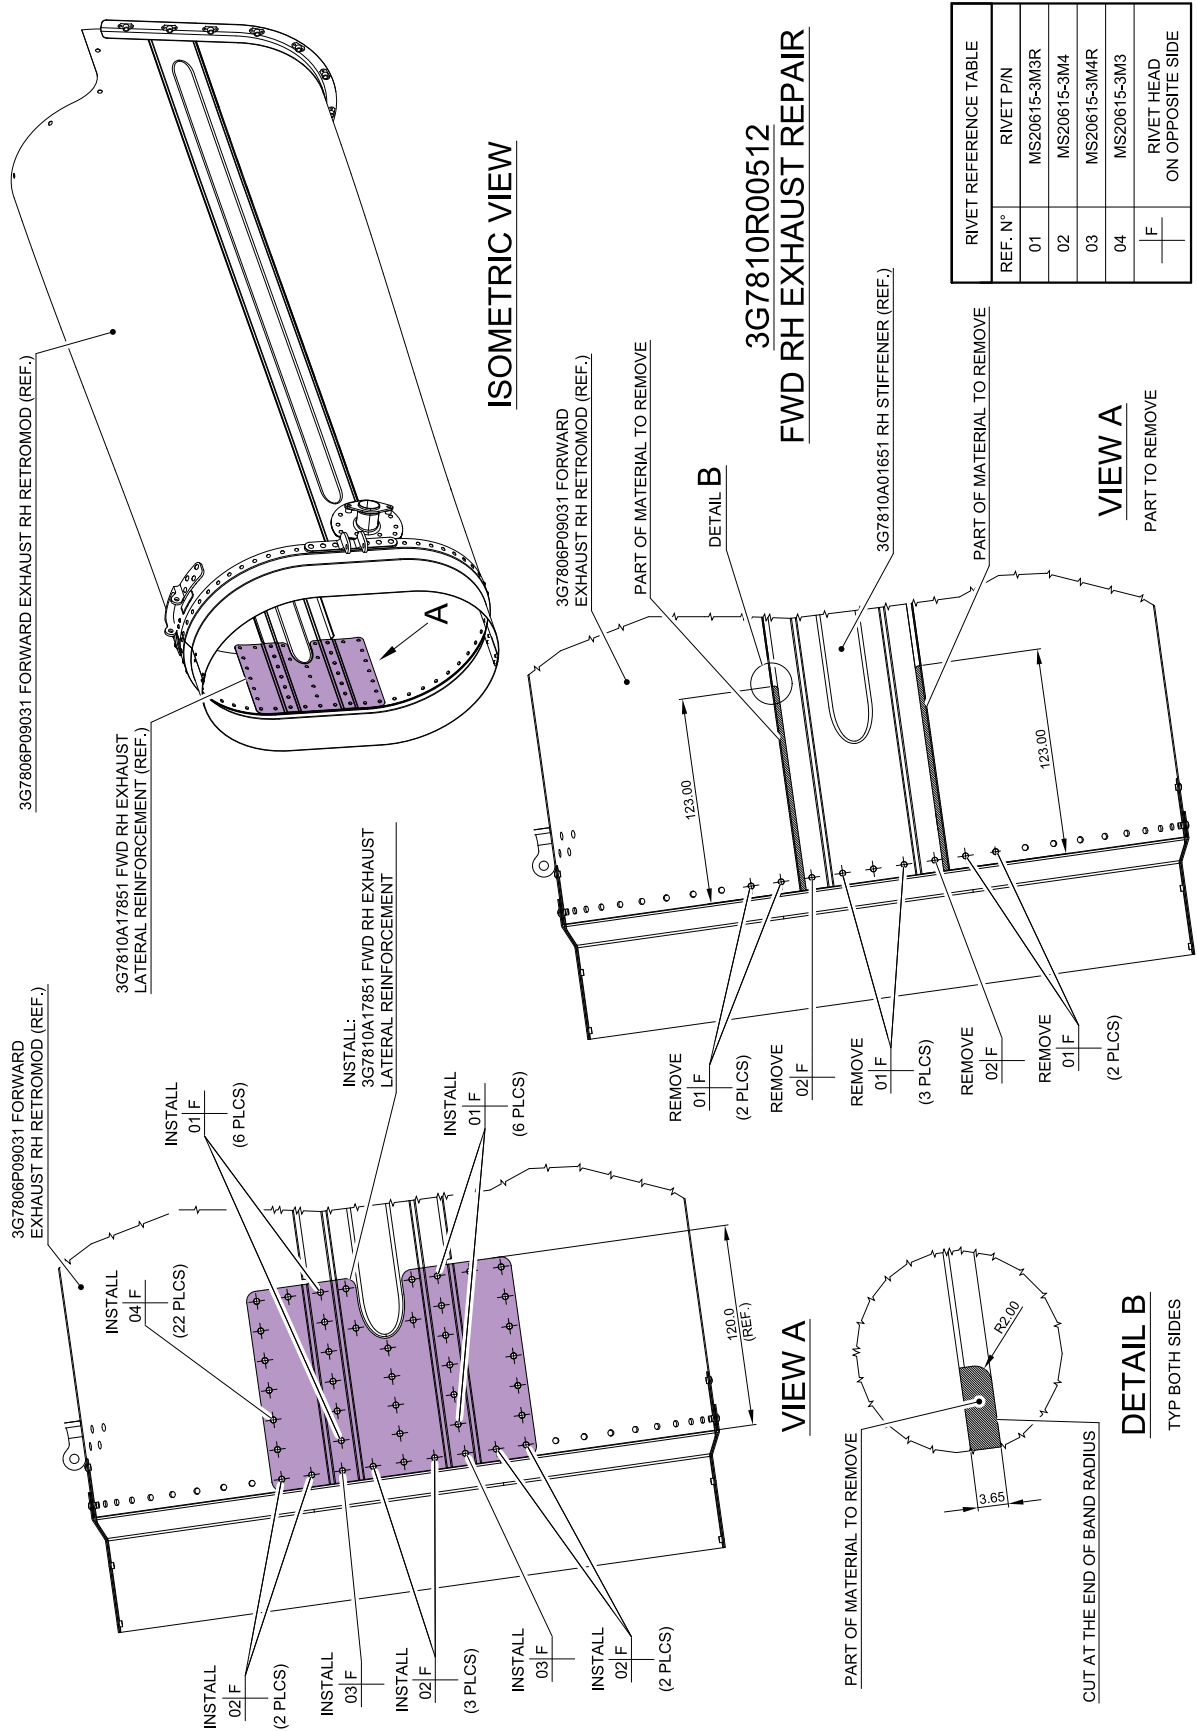 3G7806P09031 FORWARD EXHAUST RH RETROMOD (REF.)
3G7810A17851 FWD RH EXHAUST
LATERAL REINFORCEMENT (REF.)
A
ISOMETRIC VIEW
3G7810R00512
FWD RH EXHAUST REPAIR
3G7806P09031 FORWARD
EXHAUST RH RETROMOD (REF.)
INSTALL
04 F
(22 PLCS)
INSTALL
01 F
(6 PLCS)
INSTALL:
3G7810A17851 FWD RH EXHAUST
LATERAL REINFORCEMENT
INSTALL
01 F
(6 PLCS)
INSTALL
02 F
(2 PLCS)
INSTALL
03 F
INSTALL
02 F
(3 PLCS)
INSTALL
03 F
INSTALL
02 F
(2 PLCS)
120.0
(REF.)
VIEW A
3G7806P09031 FORWARD
EXHAUST RH RETROMOD (REF.)
PART OF MATERIAL TO REMOVE
DETAIL B
3G7810A01651 RH STIFFENER (REF.)
PART OF MATERIAL TO REMOVE
123.00
123.00
REMOVE
01 F
(2 PLCS)
REMOVE
02 F
REMOVE
01 F
(3 PLCS)
REMOVE
02 F
REMOVE
01 F
(2 PLCS)
VIEW A
PART TO REMOVE
PART OF MATERIAL TO REMOVE
R2.00
3.65
CUT AT THE END OF BAND RADIUS
DETAIL B
TYP BOTH SIDES
RIVET REFERENCE TABLE
REF. N° RIVET P/N
01 MS20615-3M3R
02 MS20615-3M4
03 MS20615-3M4R
04 MS20615-3M3
F RIVET HEAD
ON OPPOSITE SIDE